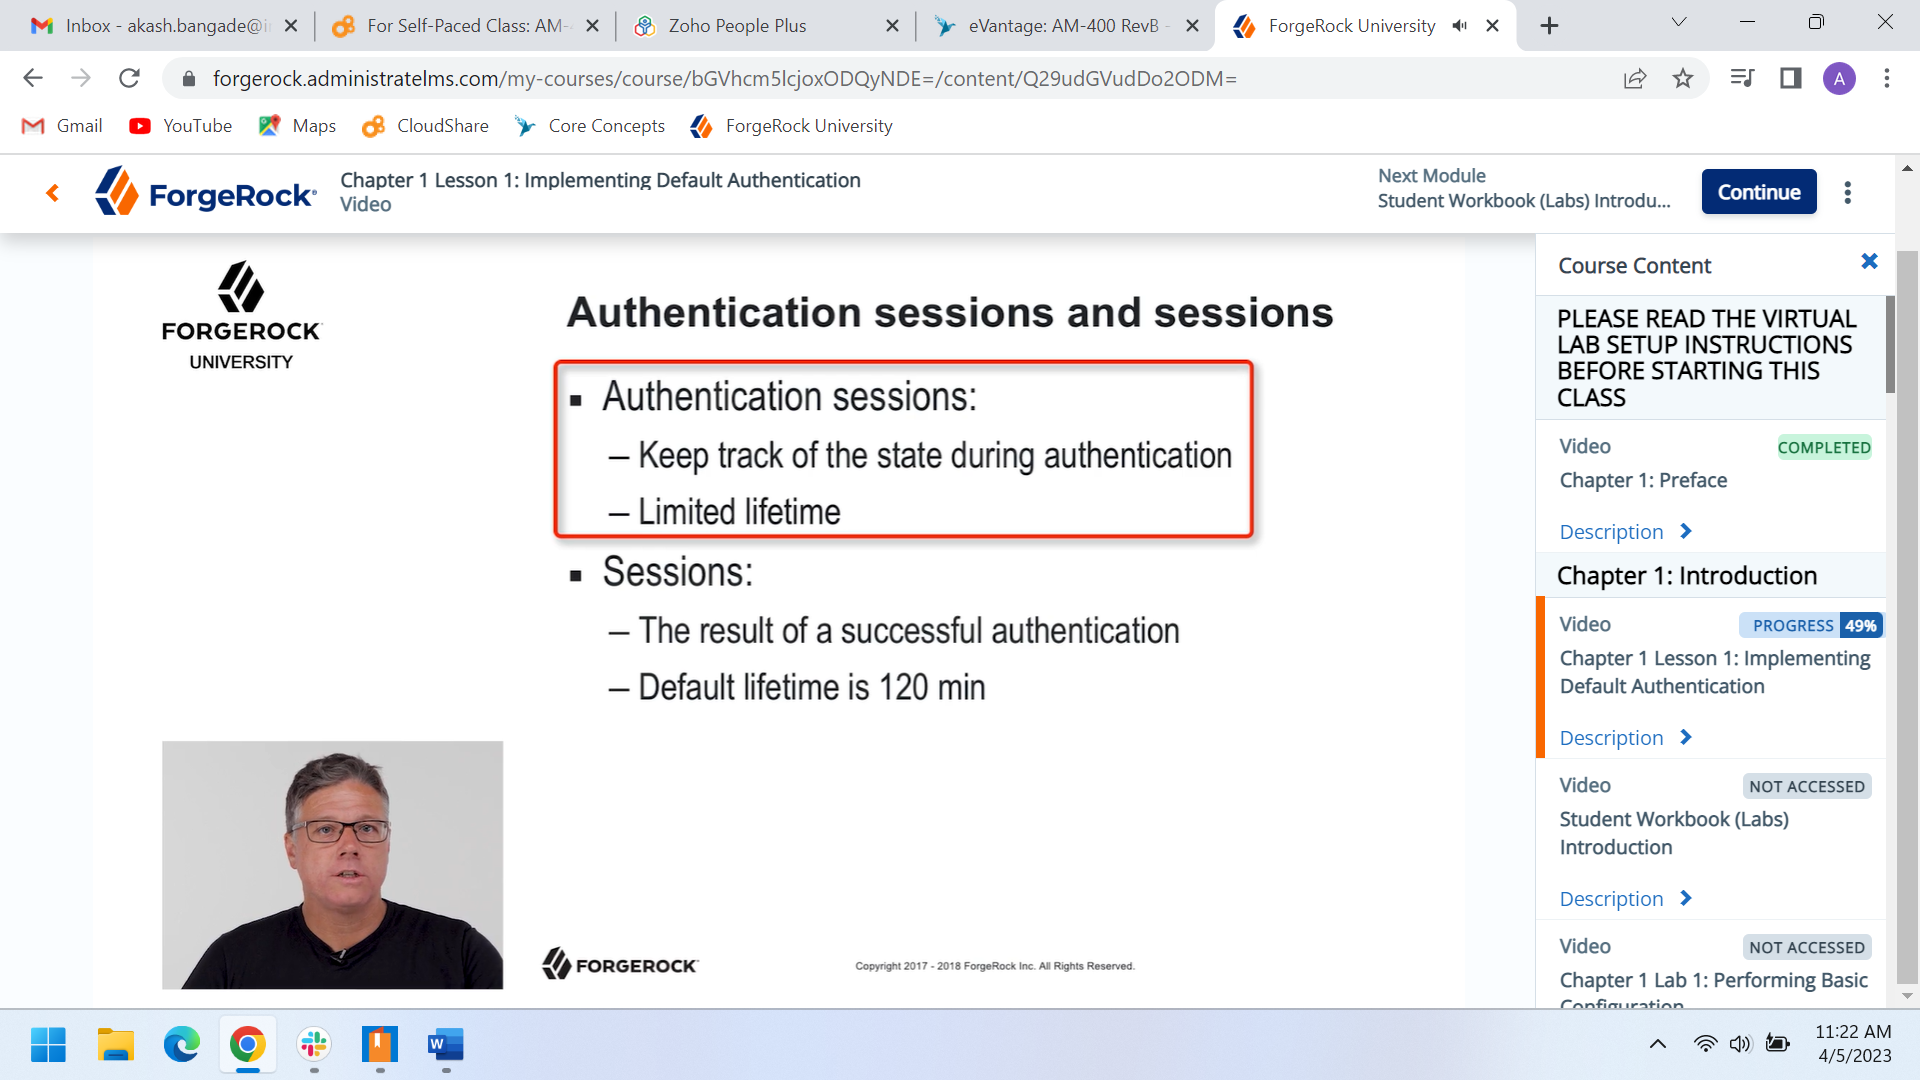 Inbox - akash.bangade@i
For Self-Paced Class: AM-
Zoho People Plus
eVantage: AM-400 RevB -
ForgeRock University
forgerock.administratelms.com/my-courses/course/bGVhcm5lcjoxODQyNDE=/content/Q29udGVudDo2ODM=
A
Gmail
YouTube
Maps
CloudShare
Core Concepts
ForgeRock University
ForgeRock
Chapter 1 Lesson 1: Implementing Default Authentication
Video
Next Module
Student Workbook (Labs) Introdu...
Continue
FORGEROCK
UNIVERSITY
Authentication sessions and sessions
▪ Authentication sessions:
– Keep track of the state during authentication
– Limited lifetime
▪ Sessions:
– The result of a successful authentication
– Default lifetime is 120 min
FORGEROCK
Copyright 2017 - 2018 ForgeRock Inc. All Rights Reserved.
Course Content
PLEASE READ THE VIRTUAL
LAB SETUP INSTRUCTIONS
BEFORE STARTING THIS
CLASS
Video
COMPLETED
Chapter 1: Preface
Description
Chapter 1: Introduction
Video
PROGRESS 49%
Chapter 1 Lesson 1: Implementing
Default Authentication
Description
Video
NOT ACCESSED
Student Workbook (Labs)
Introduction
Description
Video
NOT ACCESSED
Chapter 1 Lab 1: Performing Basic
Configuration
W
11:22 AM
4/5/2023